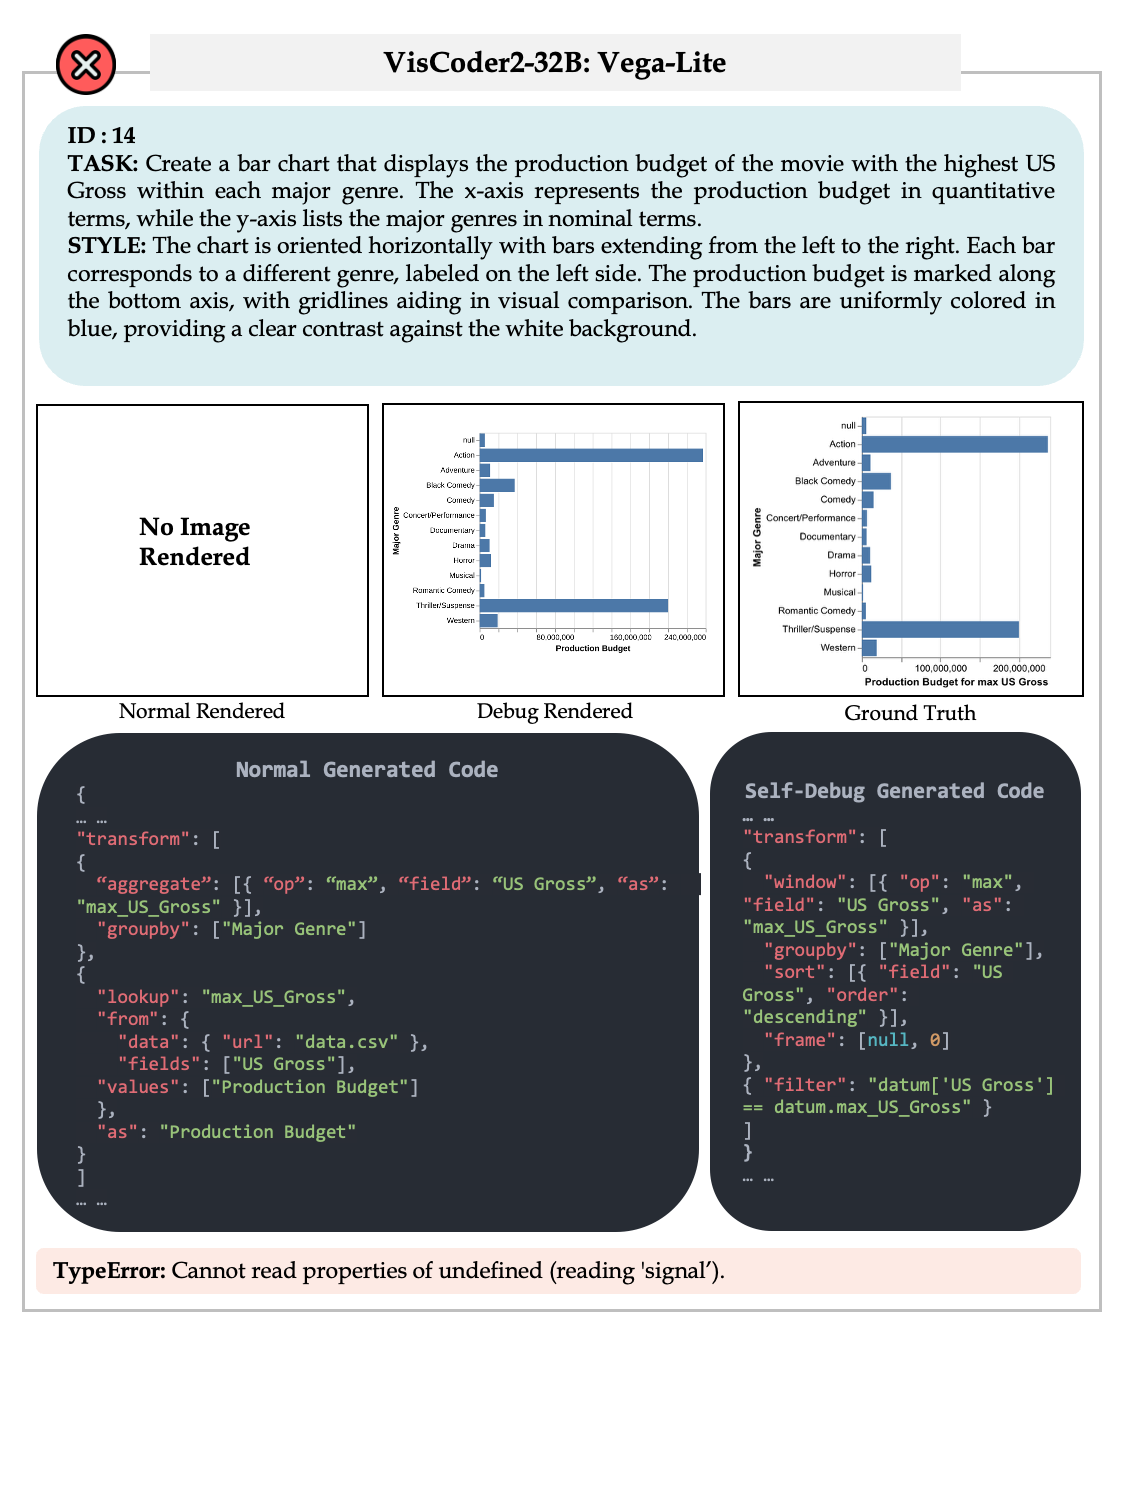 VisCoder2-32B: Vega-Lite
ID : 14
TASK: Create a bar chart that displays the production budget of the movie with the highest US
Gross within each major genre. The x-axis represents the production budget in quantitative
terms, while the y-axis lists the major genres in nominal terms.
STYLE: The chart is oriented horizontally with bars extending from the left to the right. Each bar
corresponds to a different genre, labeled on the left side. The production budget is marked along
the bottom axis, with gridlines aiding in visual comparison. The bars are uniformly colored in
blue, providing a clear contrast against the white background.
No Image
Rendered
Normal Rendered
Major Genre
null
Action
Adventure
Black Comedy
Comedy
Concert/Performance
Documentary
Drama
Horror
Musical
Romantic Comedy
Thriller/Suspense
Western
0 80,000,000 160,000,000 240,000,000
Production Budget
Debug Rendered
Major Genre
null
Action
Adventure
Black Comedy
Comedy
Concert/Performance
Documentary
Drama
Horror
Musical
Romantic Comedy
Thriller/Suspense
Western
0 100,000,000 200,000,000
Production Budget for max US Gross
Ground Truth
Normal Generated Code
{
… …
"transform": [
{
“aggregate”: [{ “op”: “max”, “field”: “US Gross”, “as”:
"max_US_Gross" }],
"groupby": ["Major Genre"]
},
{
"lookup": "max_US_Gross",
"from": {
"data": { "url": "data.csv" },
"fields": ["US Gross"],
"values": ["Production Budget"]
},
"as": "Production Budget"
}
]
… …
Self-Debug Generated Code
… …
"transform": [
{
"window": [{ "op": "max",
"field": "US Gross", "as":
"max_US_Gross" }],
"groupby": ["Major Genre"],
"sort": [{ "field": "US
Gross", "order":
"descending" }],
"frame": [null, 0]
},
{ "filter": "datum['US Gross']
== datum.max_US_Gross" }
]
}
… …
TypeError: Cannot read properties of undefined (reading 'signal’).